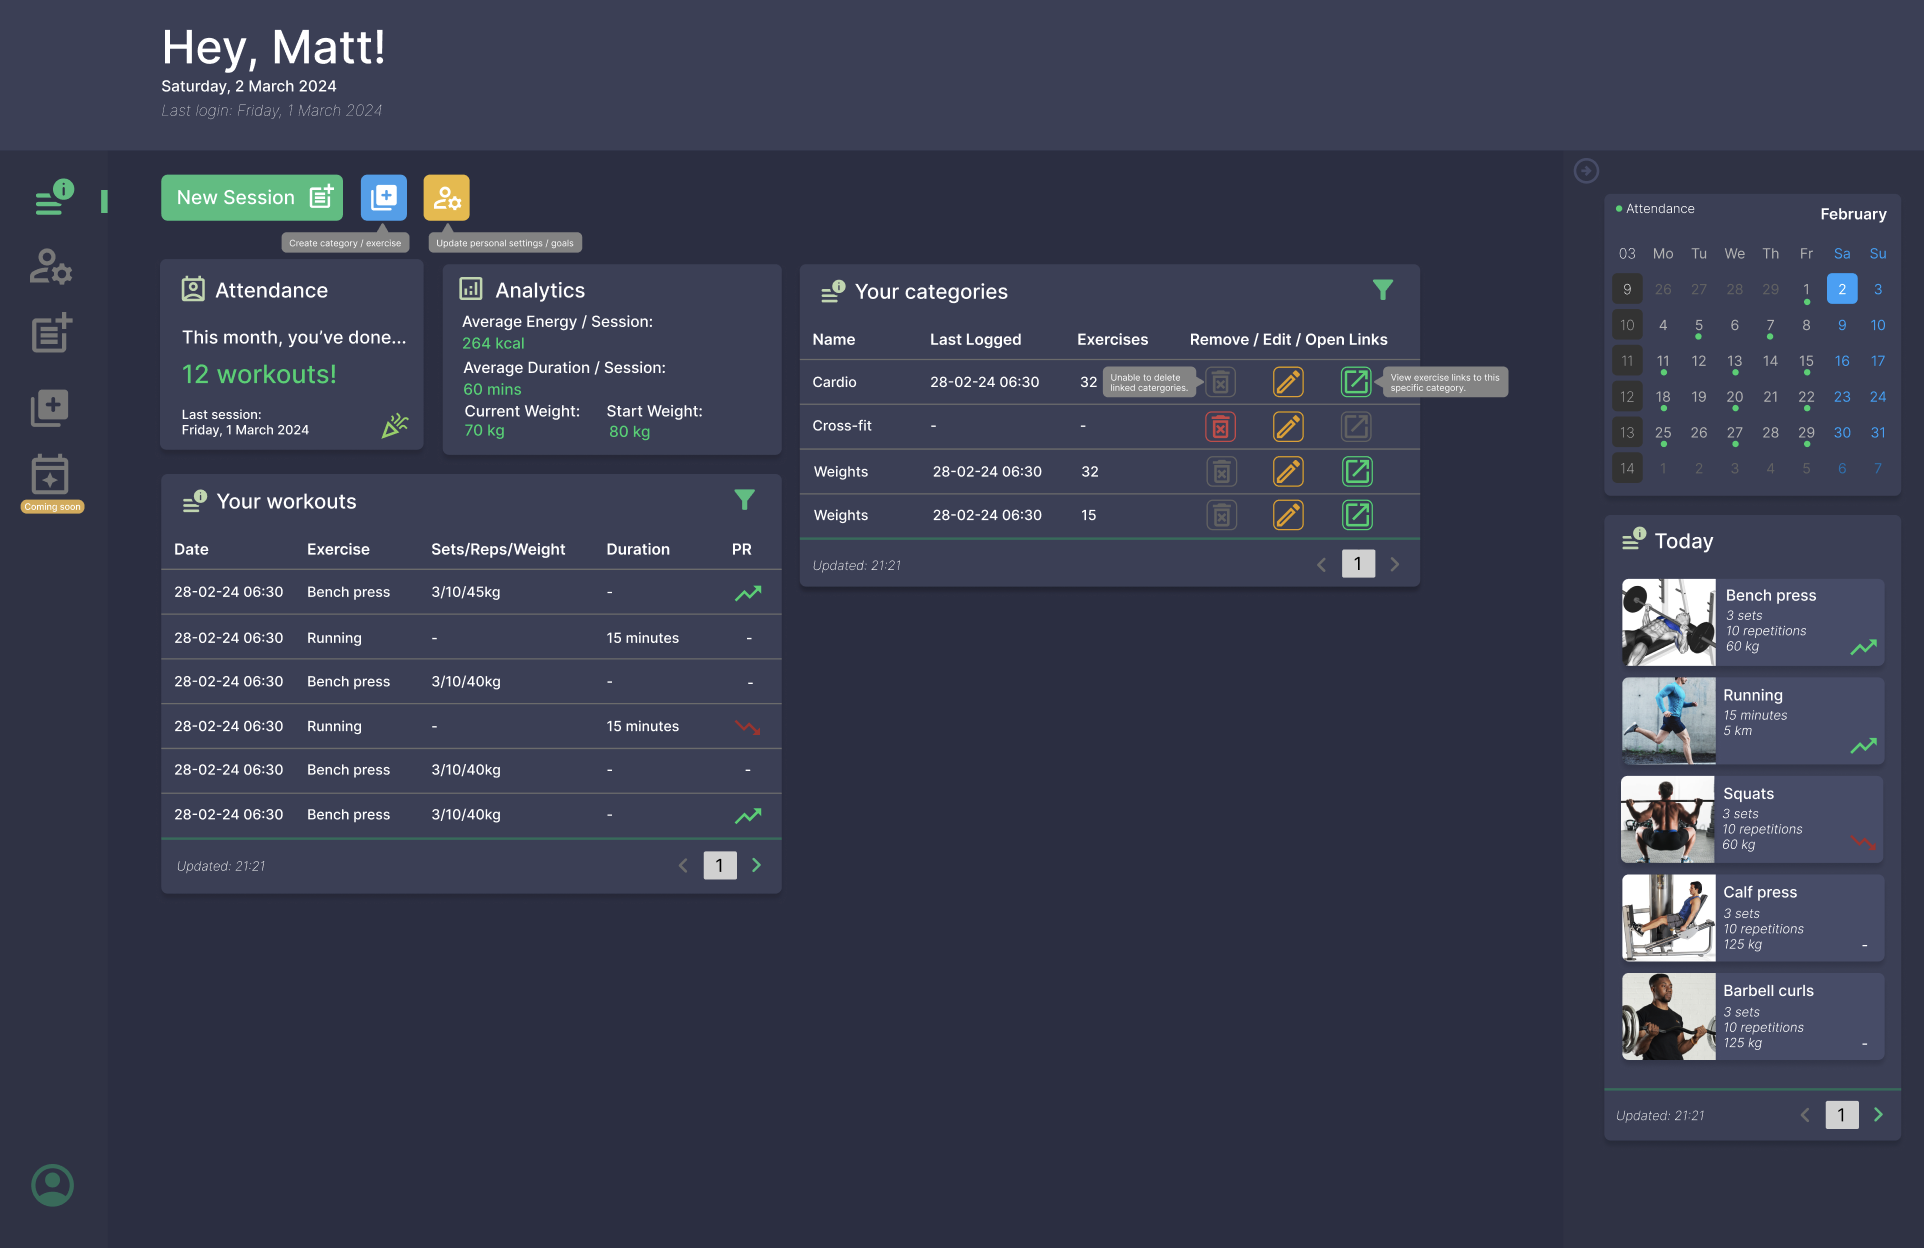 Hey, Matt!
Saturday, 2 March 2024
Last login: Friday, 1 March 2024
New Session
Create category / exercise
Update personal settings / goals
Coming soon
Attendance
This month, you've done...
12 workouts!
Last session:
Friday, 1 March 2024
Analytics
Average Energy / Session:
264 kcal
Average Duration / Session:
60 mins
Current Weight: Start Weight:
70 kg 80 kg
Your workouts
Date Exercise Sets/Reps/Weight Duration PR
28-02-24 06:30 Bench press 3/10/45kg -
28-02-24 06:30 Running - 15 minutes -
28-02-24 06:30 Bench press 3/10/40kg - -
28-02-24 06:30 Running - 15 minutes
28-02-24 06:30 Bench press 3/10/40kg - -
28-02-24 06:30 Bench press 3/10/40kg -
Updated: 21:21
1
Your categories
Name Last Logged Exercises Remove / Edit / Open Links
Cardio 28-02-24 06:30 32
Unable to delete
linked catergories.
View exercise links to this
specific category.
Cross-fit - -
Weights 28-02-24 06:30 32
Weights 28-02-24 06:30 15
Updated: 21:21
1
Attendance
February
03 Mo Tu We Th Fr Sa Su
9 26 27 28 29 1 2 3
10 4 5 6 7 8 9 10
11 11 12 13 14 15 16 17
12 18 19 20 21 22 23 24
13 25 26 27 28 29 30 31
14 1 2 3 4 5 6 7
Today
Bench press
3 sets
10 repetitions
60 kg
Running
15 minutes
5 km
Squats
3 sets
10 repetitions
60 kg
Calf press
3 sets
10 repetitions
125 kg
-
Barbell curls
3 sets
10 repetitions
125 kg
-
Updated: 21:21
1